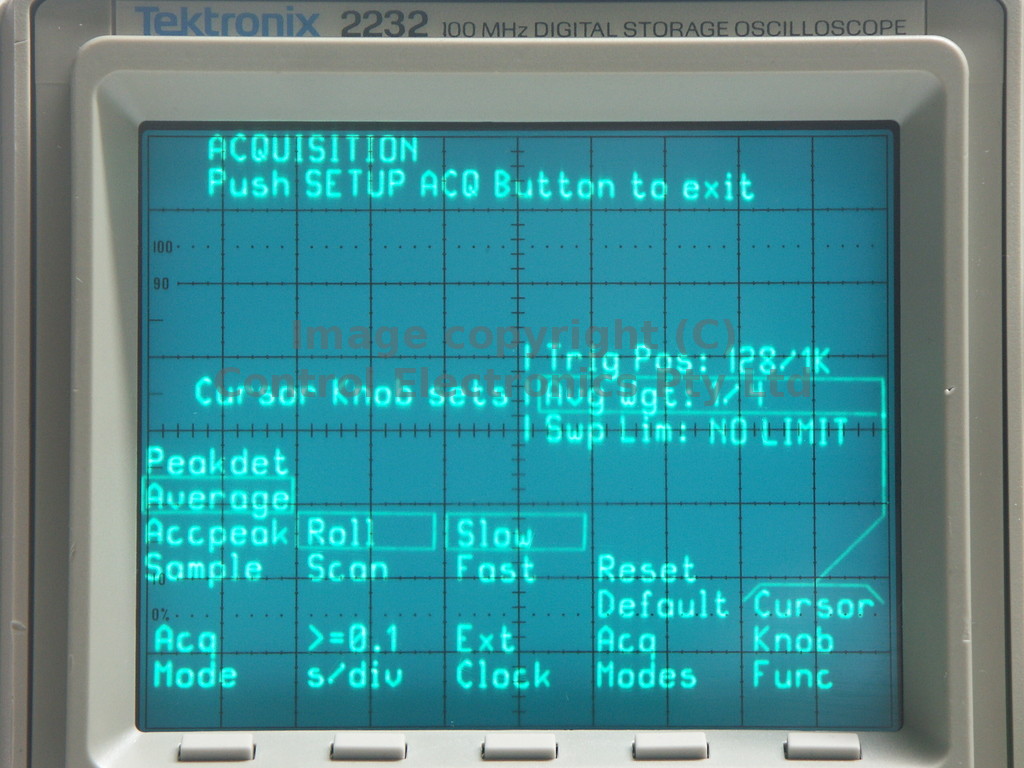 Tektronix 2232 100 MHz DIGITAL STORAGE OSCILLOSCOPE
ACQUISITION
Push SETUP ACQ Button to exit
100
90
Image copyright (C)
Control Electronics Pty Ltd
Trig Pos: 128/1K
Cursor Knob sets
Avg Wgt: 1/4
Swp Lim: NO LIMIT
Peakdet
Average
Accpeak Roll Slow
Sample Scan Fast Reset
10
0%
Default Cursor
Acq >=0.1 Ext Acq Knob
Mode s/div Clock Modes Func